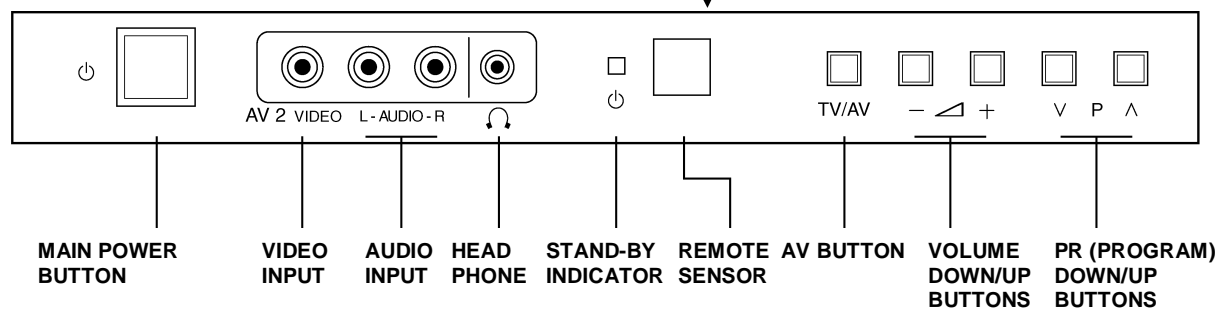 AV 2 VIDEO L - AUDIO - R
TV/AV - + V P Λ
MAIN POWER BUTTON
VIDEO INPUT
AUDIO INPUT
HEAD PHONE
STAND-BY INDICATOR
REMOTE SENSOR
AV BUTTON
VOLUME DOWN/UP BUTTONS
PR (PROGRAM) DOWN/UP BUTTONS